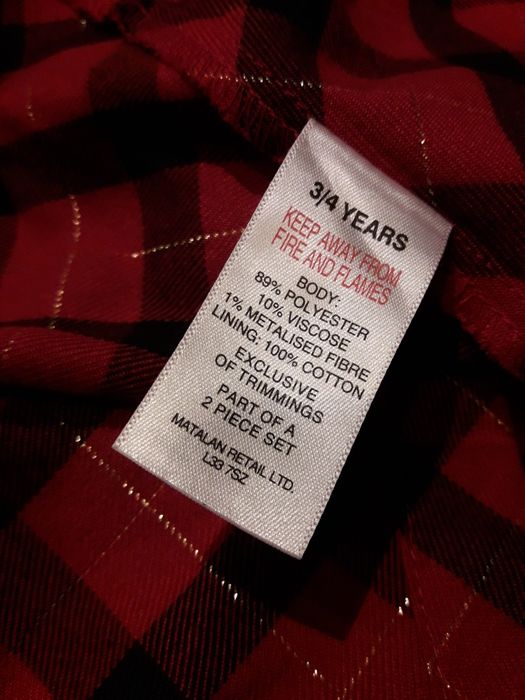 3/4 YEARS
KEEP AWAY FROM
FIRE AND FLAMES
BODY:
89% POLYESTER
10% VISCOSE
1% METALISED FIBRE
LINING; 100% COTTON
EXCLUSIVE
OF TRIMMINGS
PART OF A
2 PIECE SET
MATALAN RETAIL LTD.
L33 7SZ